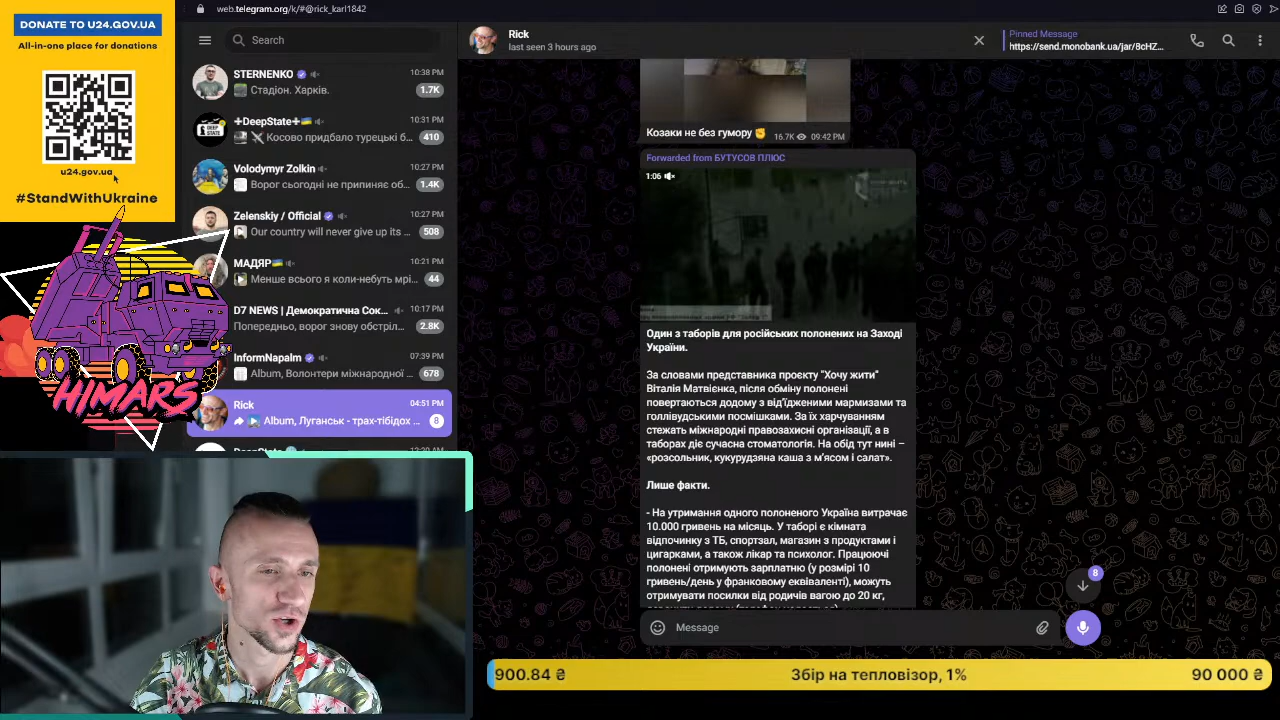 DONATE TO U24.GOV.UA
All-in-one place for donations
u24.gov.ua
#StandWithUkraine
HIMARS
web.telegram.org/k/#@rick_karl1842
Search
STERNENKO
10:38 PM
Стадіон. Харків.
1.7K
+DeepState+
10:31 PM
Косово придбало турецькі б...
410
Volodymyr Zolkin
10:27 PM
Ворог сьогодні не припиняє об...
1.4K
Zelenskiy / Official
10:27 PM
Our country will never give up its ...
508
МАДЯР
10:21 PM
Менше всього я коли-небуть мрі...
44
D7 NEWS | Демократична Сок...
10:17 PM
Попередньо, ворог знову обстріл...
2.8K
InformNapalm
07:39 PM
Album, Волонтери міжнародної ...
678
Rick
04:51 PM
Album, Луганськ - трах-тібідох ...
8
Rick
last seen 3 hours ago
Pinned Message
https://send.monobank.ua/jar/8cHZ...
Козаки не без гумору
16.7K
09:42 PM
Forwarded from БУТУСОВ ПЛЮС
1:06
Один з таборів для російських полонених на Заході
України.
За словами представника проєкту "Хочу жити"
Віталія Матвієнка, після обміну полонені
повертаються додому з від'їдженими мармизами та
голлівудськими посмішками. За їх харчуванням
стежать міжнародні правозахисні організації, а в
таборах діє сучасна стоматологія. На обід тут нині –
«розсольник, кукурудзяна каша з м'ясом і салат».
Лише факти.
- На утримання одного полоненого Україна витрачає
10.000 гривень на місяць. У таборі є кімната
відпочинку з ТБ, спортзал, магазин з продуктами і
цигарками, а також лікар та психолог. Працюючі
полонені отримують зарплатню (у розмірі 10
гривень/день у франковому еквіваленті), можуть
отримувати посилки від родичів вагою до 20 кг,
8
Message
900.84 ₴
Збір на тепловізор, 1%
90 000 ₴